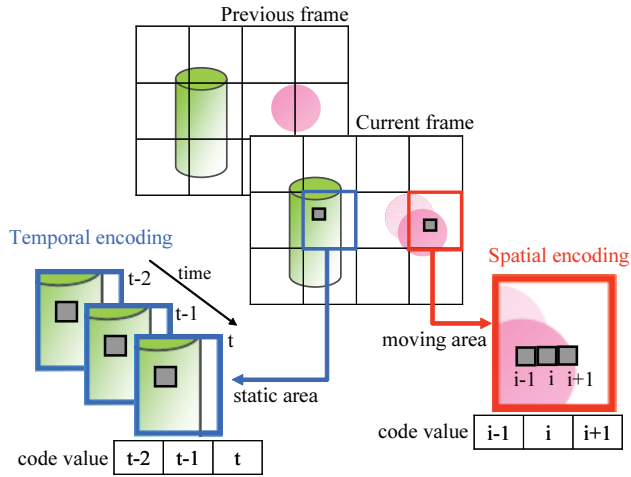 Previous frame
Current frame
Temporal encoding
time
t-2
t-1
t
static area
code value t-2 t-1 t
Spatial encoding
moving area
i-1 i i+1
code value i-1 i i+1